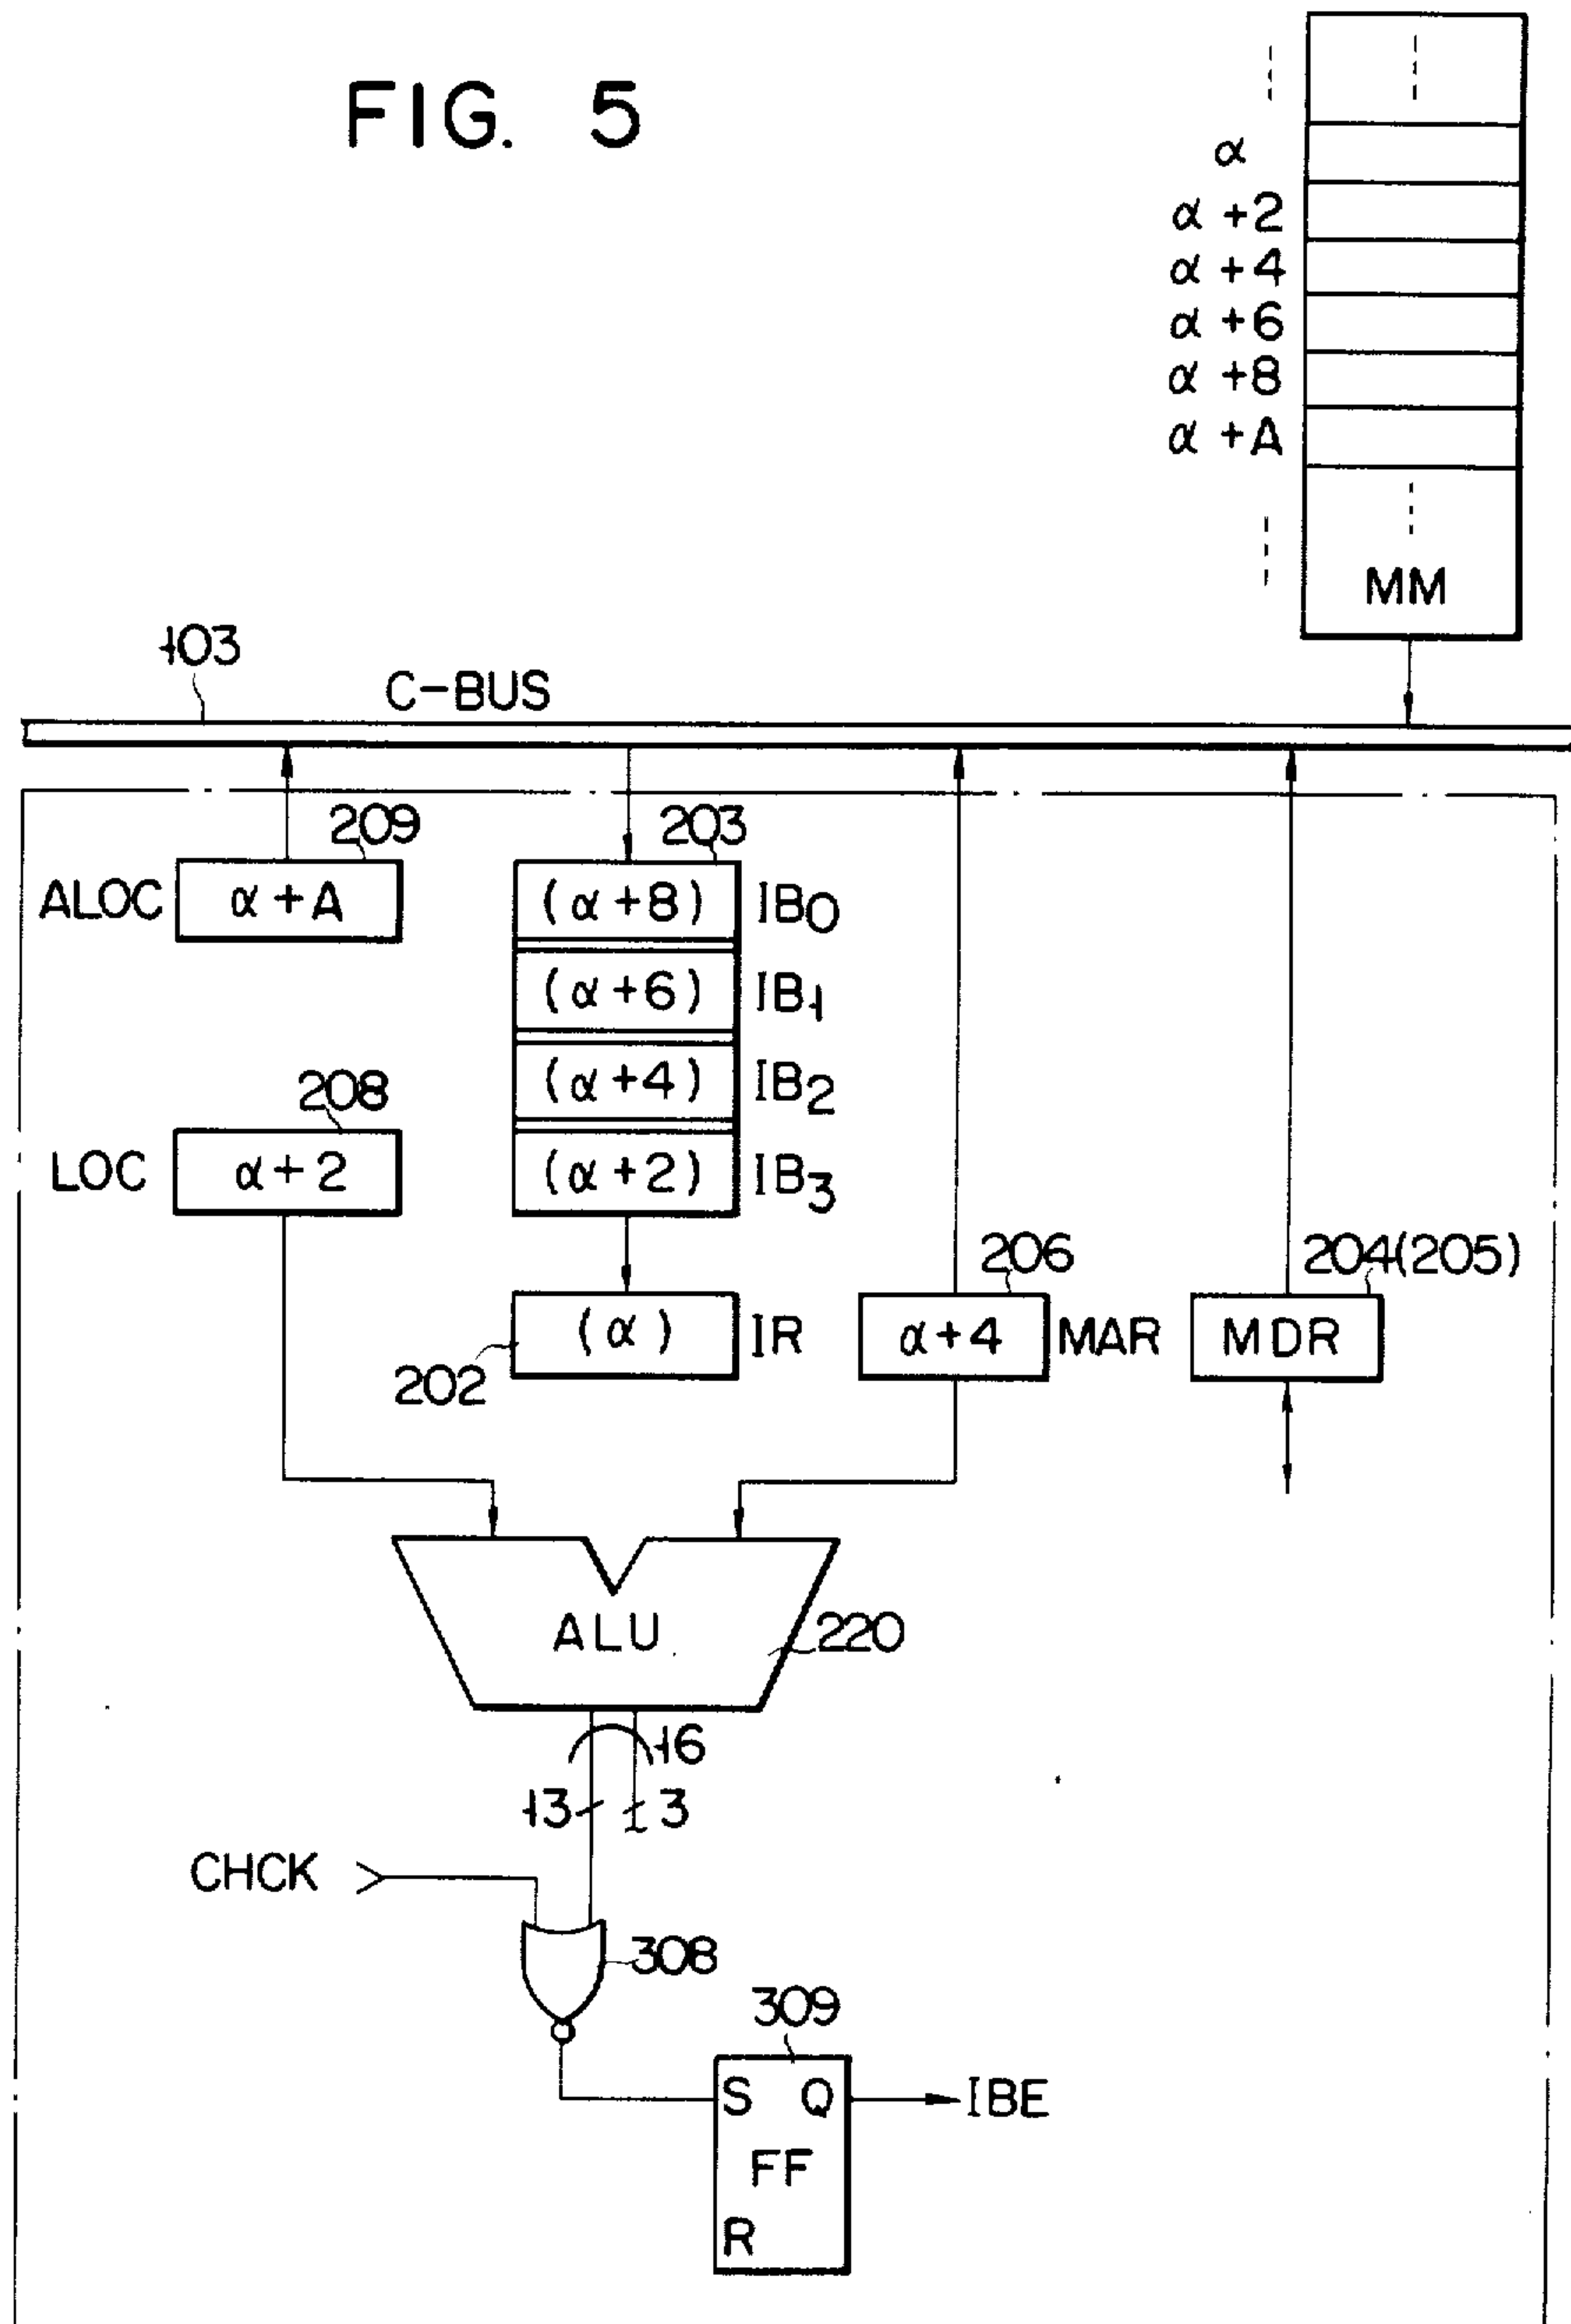 FIG. 5
α
α +2
α +4
α +6
α +8
α +A
MM
103
C-BUS
209
203
ALOC
α + A
(α +8)
IB0
(α +6)
IB1
(α +4)
IB2
208
LOC
α + 2
(α +2)
IB3
206
204(205)
(α)
IR
α+4
MAR
MDR
202
ALU
220
16
13
3
CHCK
308
309
S
Q
IBE
FF
R